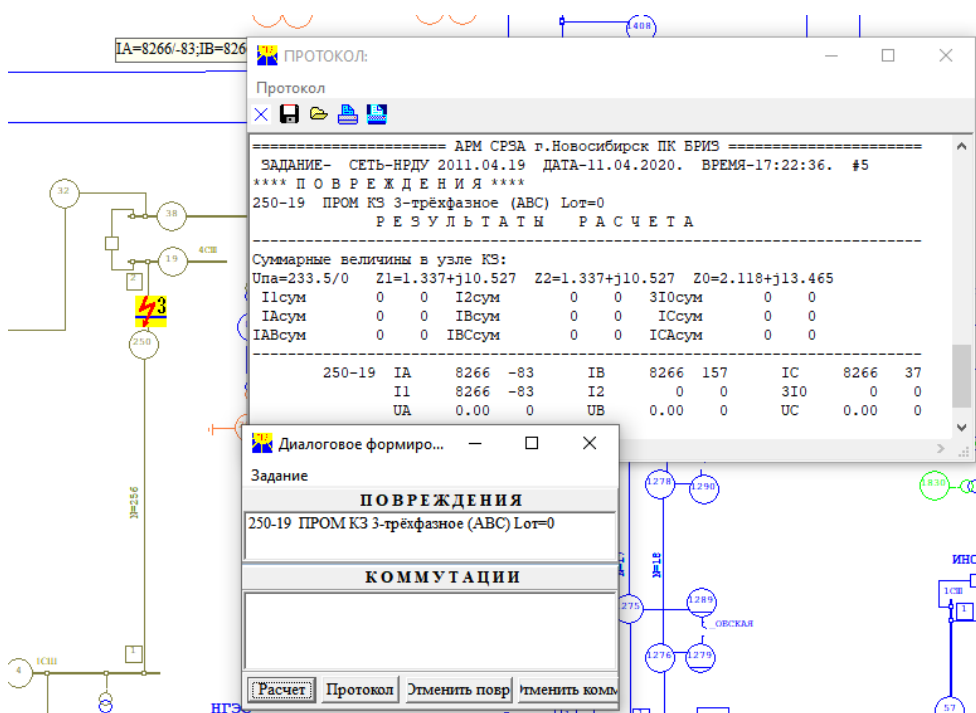 1408
IA=8266/-83;IB=826
ПРОТОКОЛ:
Протокол
======================= АРМ СРЗА г.Новосибирск ПК БРИЗ =======================
ЗАДАНИЕ- СЕТЬ-НРДУ 2011.04.19 ДАТА-11.04.2020. ВРЕМЯ-17:22:36. #5
**** П О В Р Е Ж Д Е Н И Я ****
250-19 ПРОМ КЗ 3-трёхфазное (ABC) Lот=0
Р Е З У Л Ь Т А Т Ы Р А С Ч Е Т А
Суммарные величины в узле КЗ:
Uпа=233.5/0 Z1=1.337+j10.527 Z2=1.337+j10.527 Z0=2.118+j13.465
I1сум 0 0 I2сум 0 0 3I0сум 0 0
IAсум 0 0 IBсум 0 0 ICсум 0 0
IABсум 0 0 IBCсум 0 0 ICAсум 0 0
250-19 IA 8266 -83 IB 8266 157 IC 8266 37
I1 8266 -83 I2 0 0 3I0 0 0
UA 0.00 0 UB 0.00 0 UC 0.00 0
32
38
19
4СШ
2
3
250
№=256
1
4
1СШ
НГЭС
Диалоговое формиро...
Задание
ПОВРЕЖДЕНИЯ
250-19 ПРОМ КЗ 3-трёхфазное (ABC) Lот=0
КОММУТАЦИИ
Расчет
Протокол
Отменить повр
тменить комм
1278
1290
1830
№=18
1289
275
ОВСКАЯ
1276
1279
ИНС
1СШ
1
57